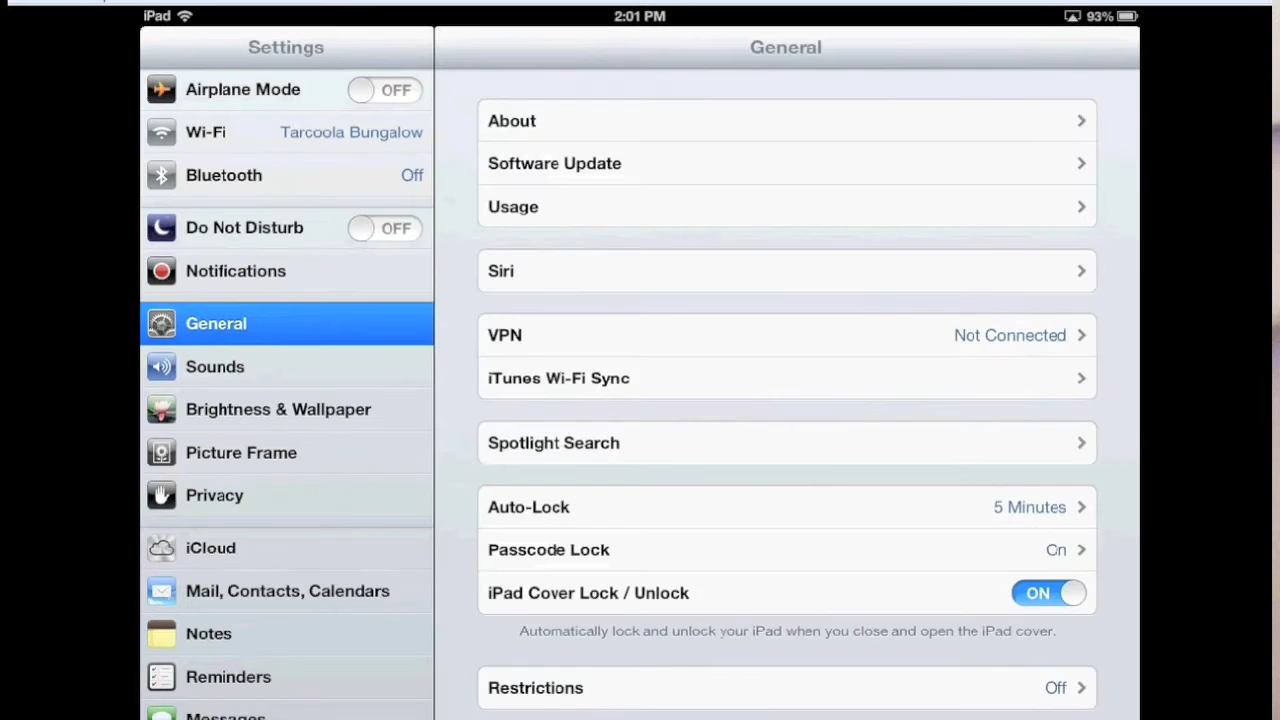 iPad 2:01 PM 93%
Settings
General
Airplane Mode OFF
Wi-Fi Tarcoola Bungalow
Bluetooth Off
Do Not Disturb OFF
Notifications
General
Sounds
Brightness & Wallpaper
Picture Frame
Privacy
iCloud
Mail, Contacts, Calendars
Notes
Reminders
Messages
About
Software Update
Usage
Siri
VPN Not Connected
iTunes Wi-Fi Sync
Spotlight Search
Auto-Lock 5 Minutes
Passcode Lock On
iPad Cover Lock / Unlock ON
Automatically lock and unlock your iPad when you close and open the iPad cover.
Restrictions Off